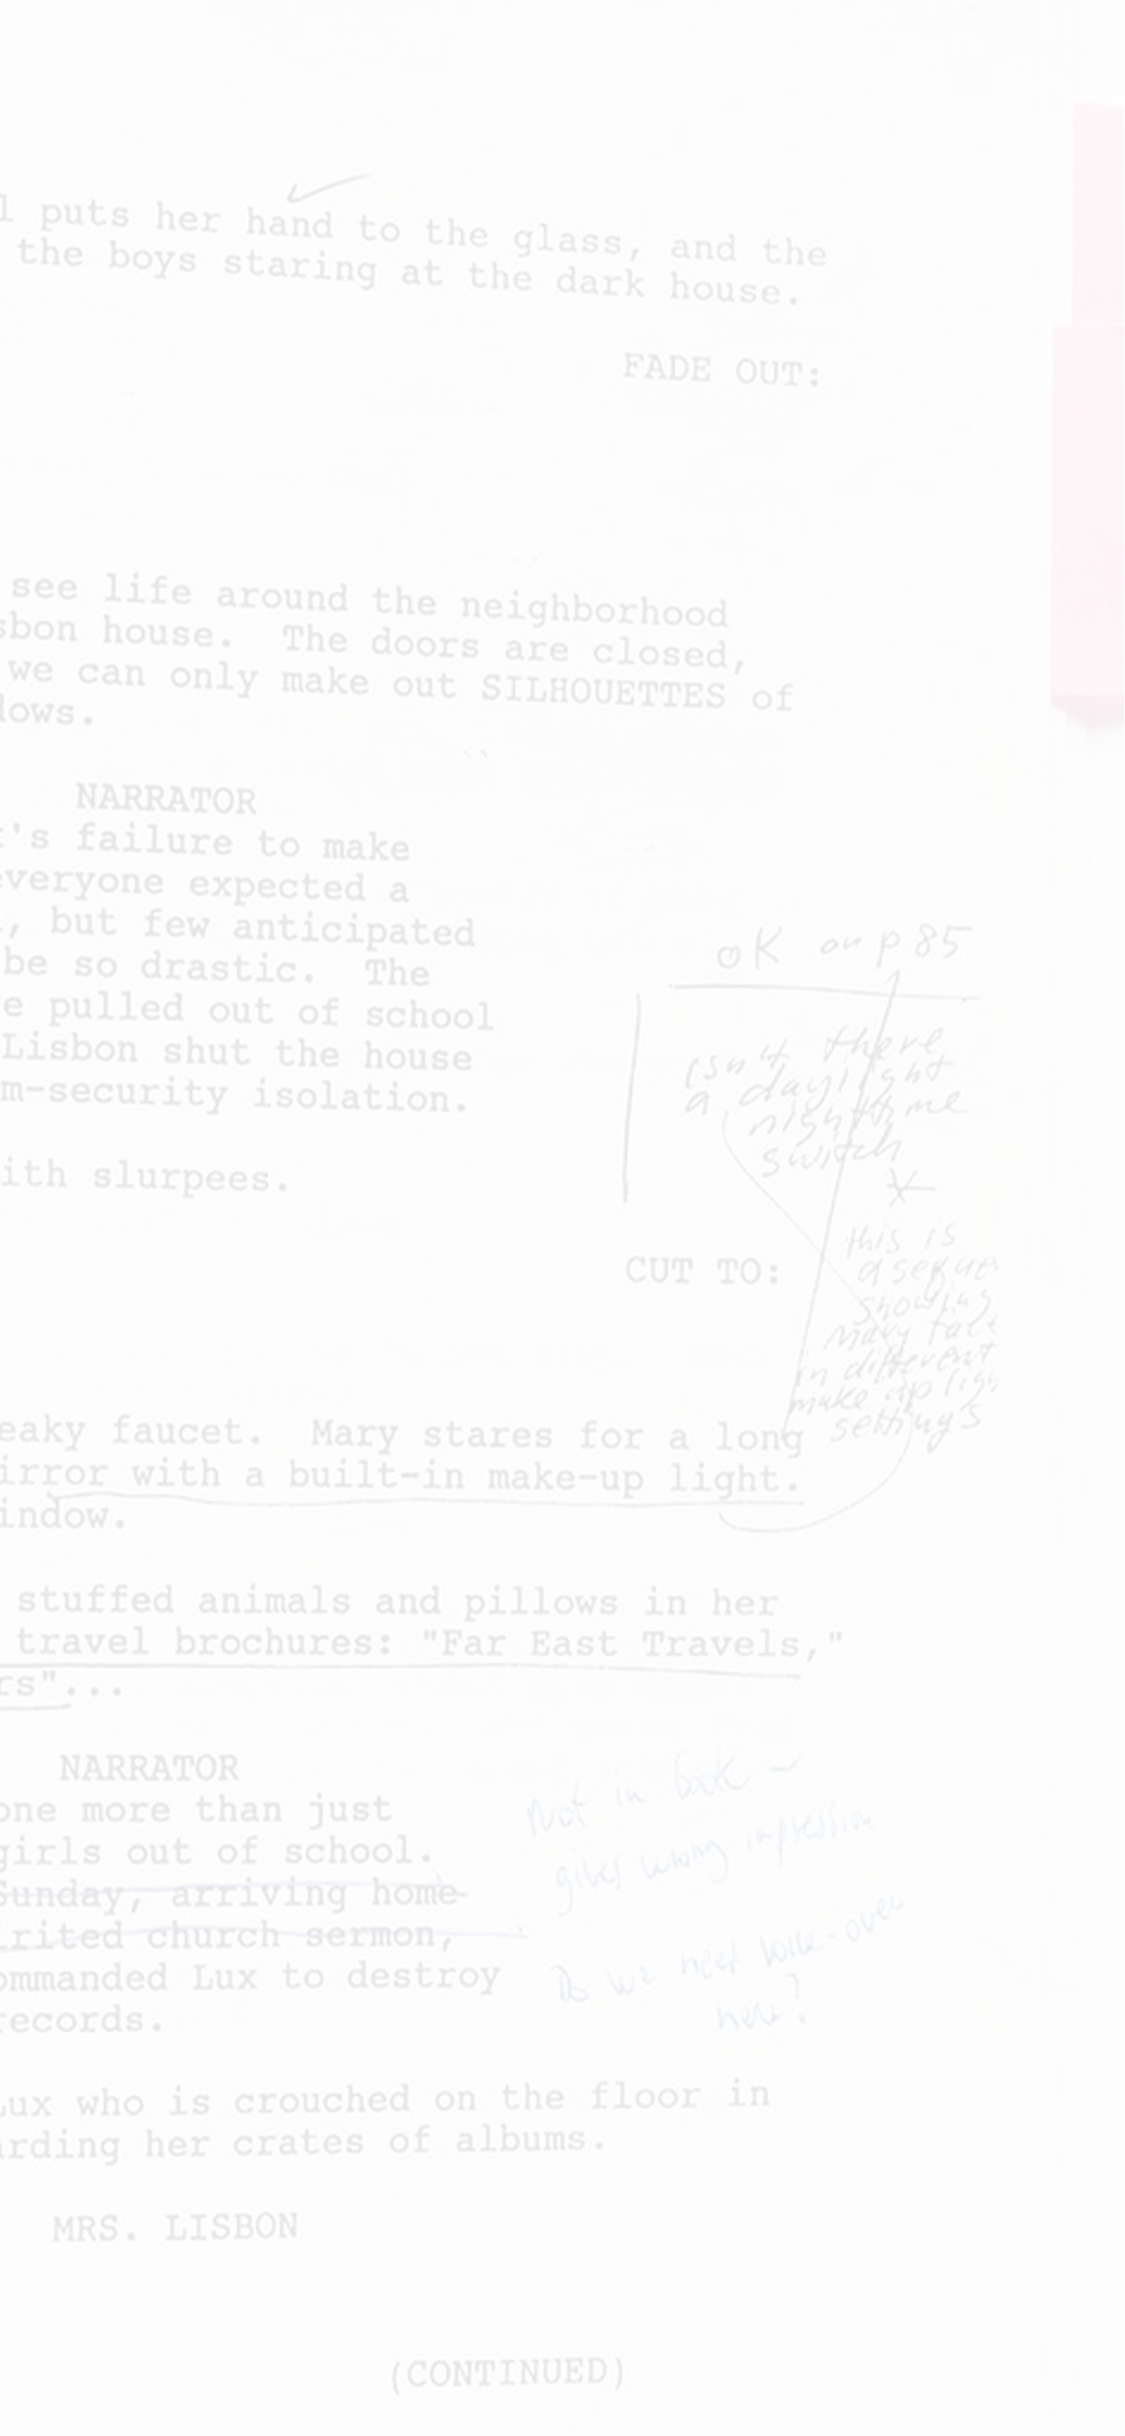 l puts her hand to the glass, and the
the boys staring at the dark house.
FADE OUT:
see life around the neighborhood
sbon house. The doors are closed,
we can only make out SILHOUETTES of
dows.
NARRATOR
t's failure to make
everyone expected a
, but few anticipated
be so drastic. The
e pulled out of school
Lisbon shut the house
m-security isolation.
oK on p 85
isn't there
a daylight
nighttime
switch
ith slurpees.
CUT TO:
this is
a sequen
showing
Mary face
in different
make up ligh
settings
eaky faucet. Mary stares for a long
irror with a built-in make-up light.
indow.
stuffed animals and pillows in her
travel brochures: "Far East Travels,"
rs"...
NARRATOR
one more than just
girls out of school.
Sunday, arriving home
irited church sermon,
ommanded Lux to destroy
records.
Not in book –
gives wrong impression
Do we need voice-over
here?
Lux who is crouched on the floor in
arding her crates of albums.
MRS. LISBON
(CONTINUED)